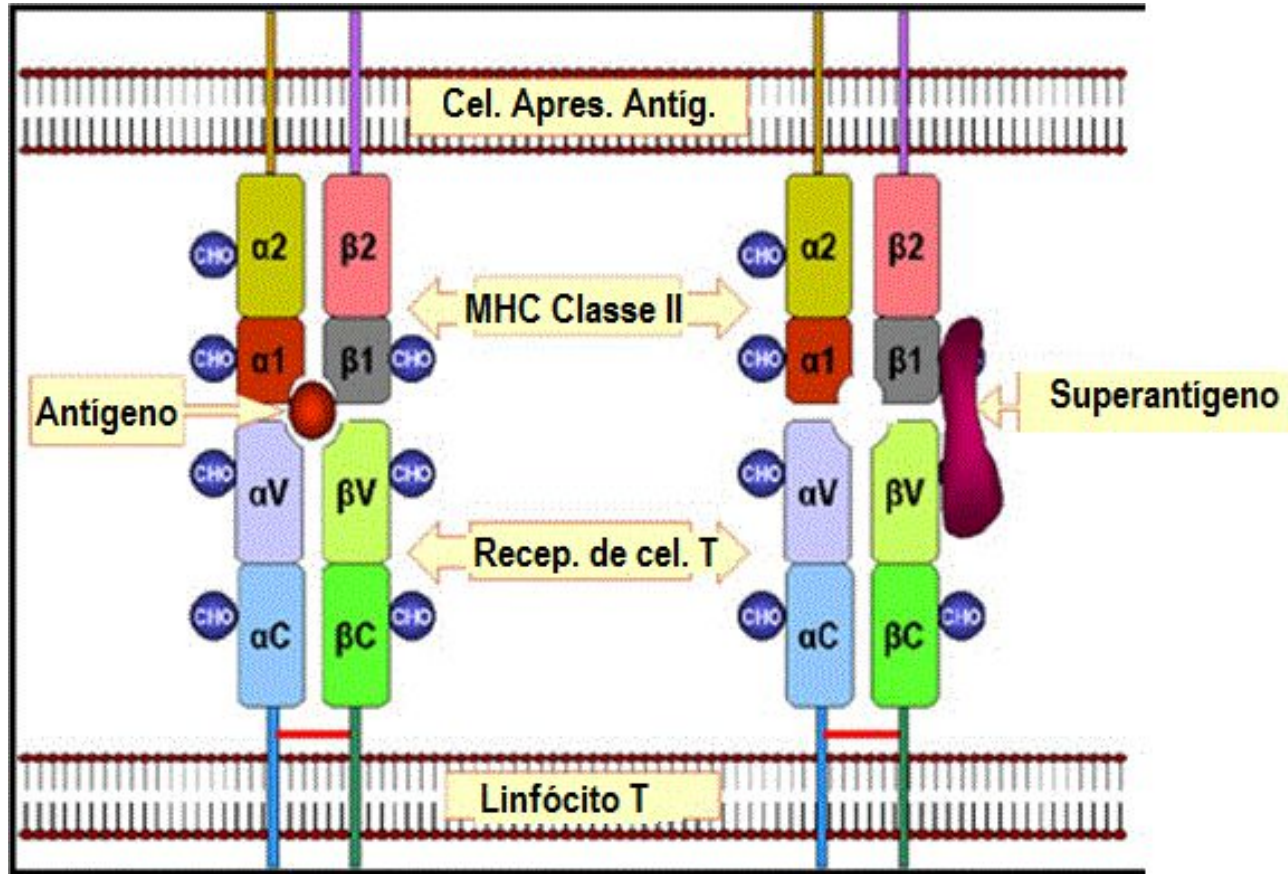 Cel. Apres. Antíg.
α2
β2
α2
β2
CHO
CHO
MHC Classe II
CHO
α1
β1
CHO
CHO
α1
β1
Antígeno
Superantígeno
CHO
αV
βV
CHO
CHO
αV
βV
Recep. de cel. T
CHO
αC
βC
CHO
CHO
αC
βC
CHO
Linfócito T